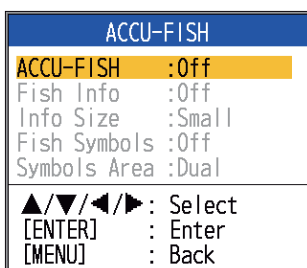 ACCU-FISH
ACCU-FISH :Off
Fish Info :Off
Info Size :Small
Fish Symbols :Off
Symbols Area :Dual
▲/▼/◀/▶: Select
[ENTER] : Enter
[MENU] : Back